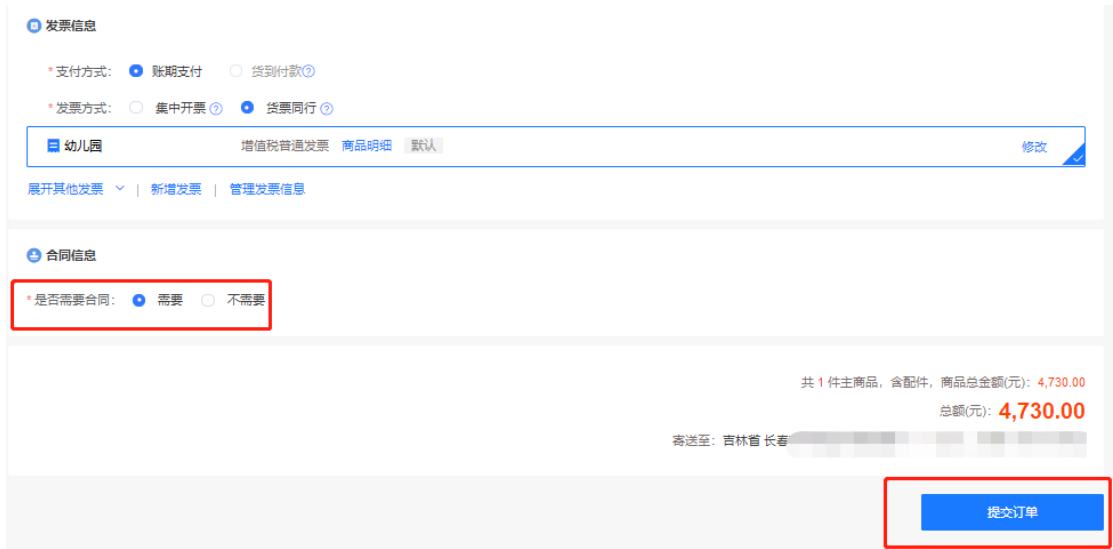 发票信息
*支付方式: 账期支付 货到付款?
*发票方式: 集中开票? 货票同行?
幼儿园 增值税普通发票 商品明细 默认 修改
展开其他发票 | 新增发票 | 管理发票信息
合同信息
*是否需要合同: 需要 不需要
共 1 件主商品，含配件，商品总金额(元)：4,730.00
总额(元)：4,730.00
寄送至：吉林省 长春
提交订单